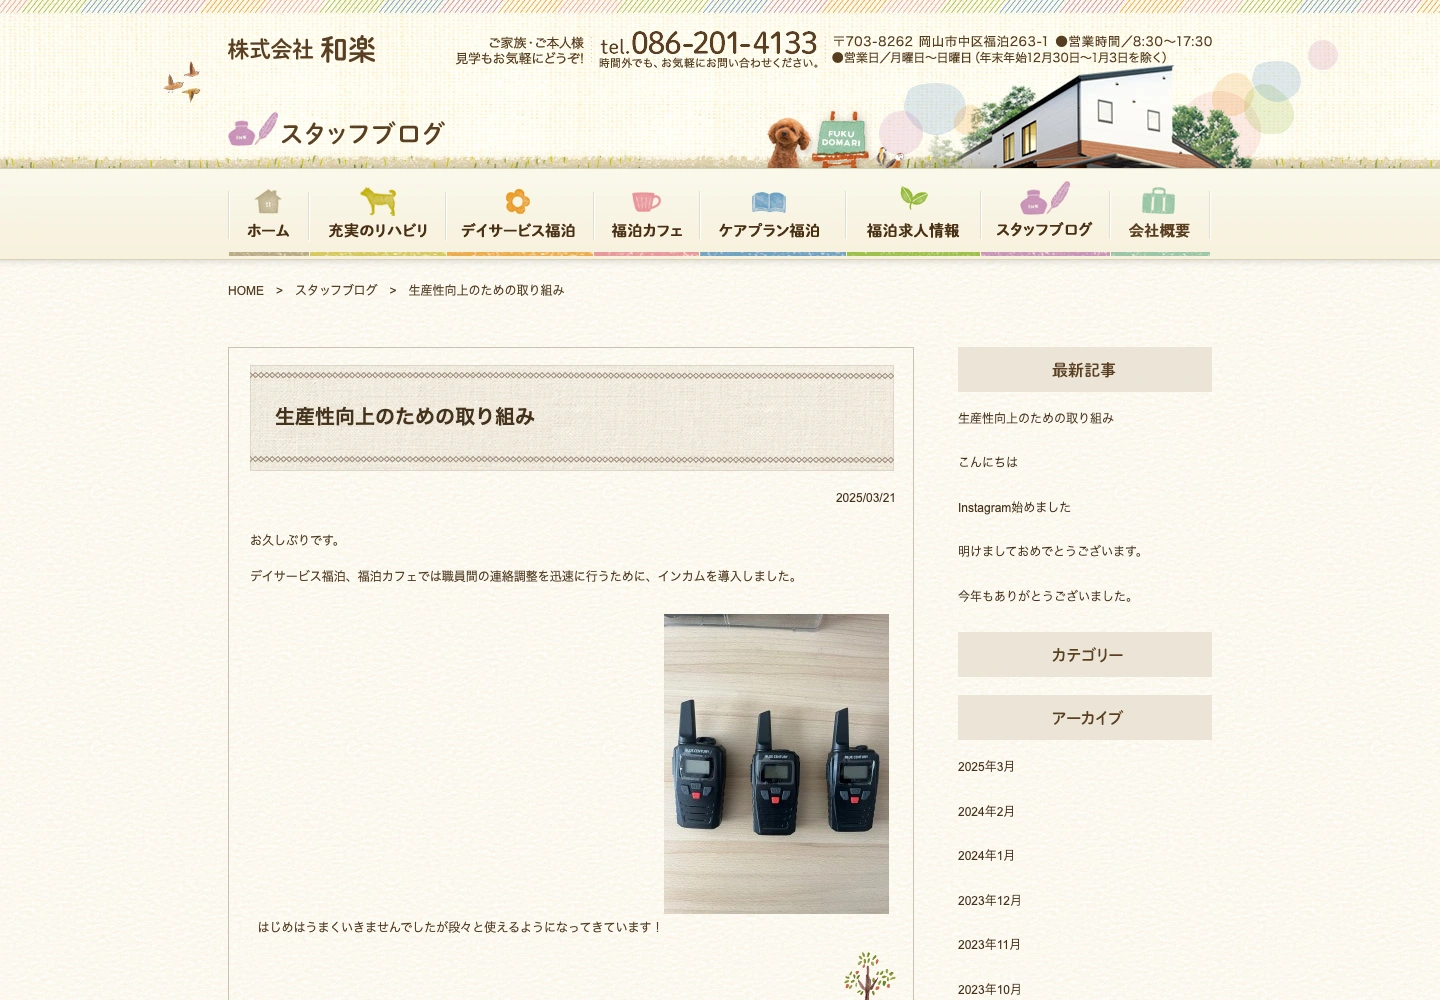 株式会社 和楽
ご家族・ご本人様
見学もお気軽にどうぞ!
tel.086-201-4133
時間外でも、お気軽にお問い合わせください。
〒703-8262 岡山市中区福泊263-1 ●営業時間／8:30〜17:30
●営業日／月曜日〜日曜日（年末年始12月30日〜1月3日を除く）
スタッフブログ
FUKU
DOMARI
ホーム
充実のリハビリ
デイサービス福泊
福泊カフェ
ケアプラン福泊
福泊求人情報
スタッフブログ
会社概要
HOME > スタッフブログ > 生産性向上のための取り組み
生産性向上のための取り組み
2025/03/21
お久しぶりです。
デイサービス福泊、福泊カフェでは職員間の連絡調整を迅速に行うために、インカムを導入しました。
BLUE CENTURY
BLUE CENTURY
BLUE CENTURY
はじめはうまくいきませんでしたが段々と使えるようになってきています！
最新記事
生産性向上のための取り組み
こんにちは
Instagram始めました
明けましておめでとうございます。
今年もありがとうございました。
カテゴリー
アーカイブ
2025年3月
2024年2月
2024年1月
2023年12月
2023年11月
2023年10月